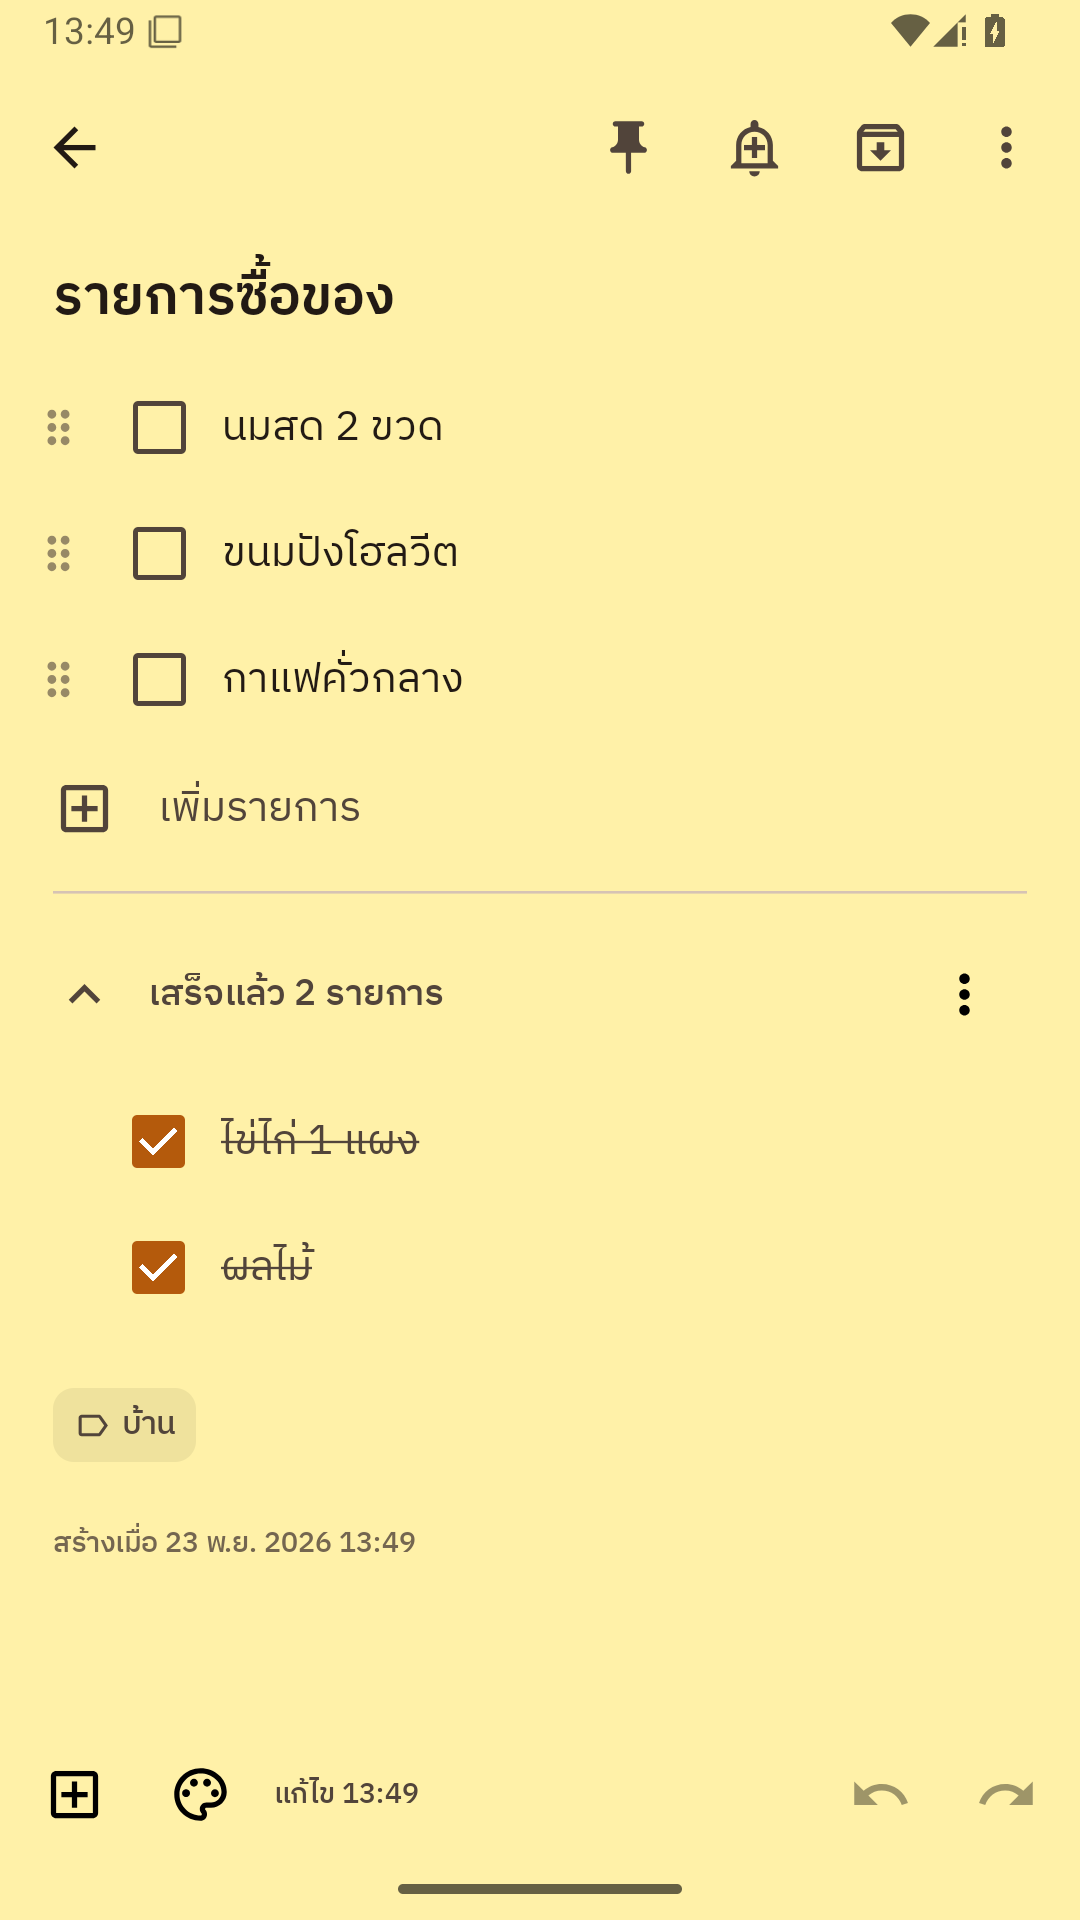 13:49
รายการซื้อของ
นมสด 2 ขวด
ขนมปังโฮลวีต
กาแฟคั่วกลาง
เพิ่มรายการ
เสร็จแล้ว 2 รายการ
ไข่ไก่ 1 แผง
ผลไม้
บ้าน
สร้างเมื่อ 23 พ.ย. 2026 13:49
แก้ไข 13:49